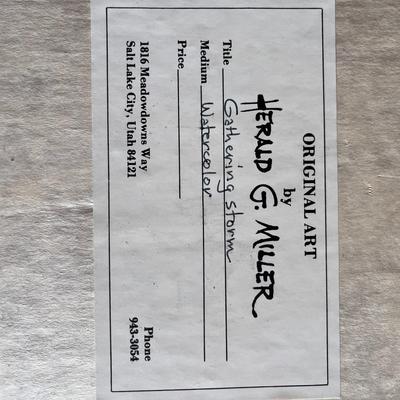 ORIGINAL ART
by
HERALD G. MILLER
Title Gathering storm
Medium Watercolor
Price
1816 Meadowdowns Way
Salt Lake City, Utah 84121
Phone
943-3054